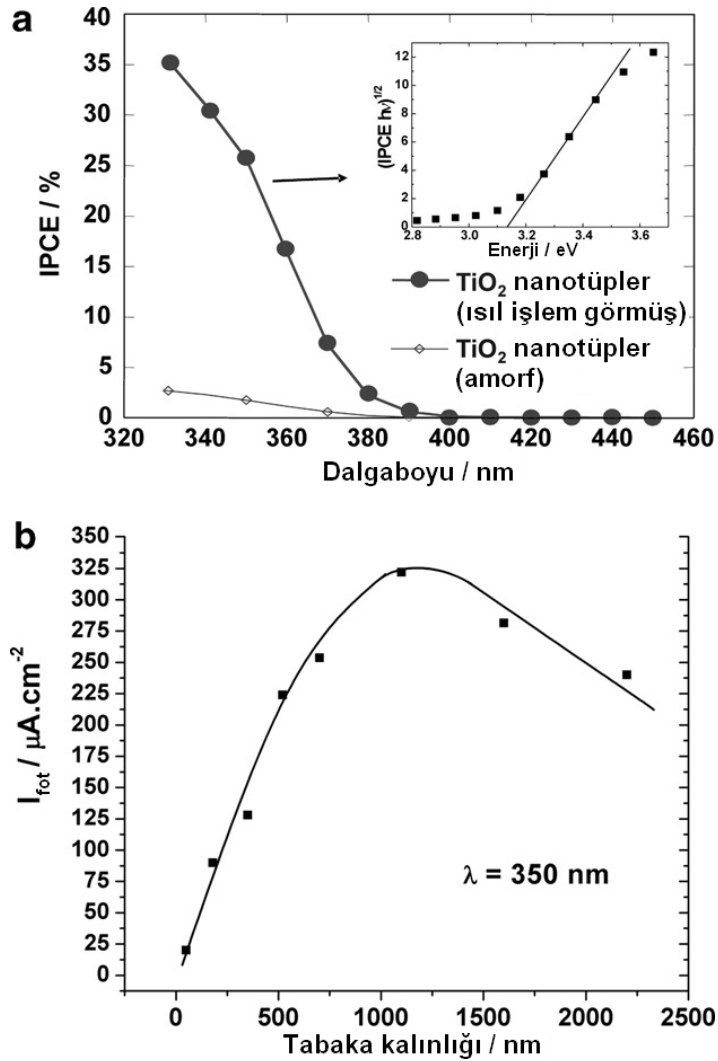 a
40
35
30
25
20
15
10
5
0
IPCE / %
320 340 360 380 400 420 440 460
Dalgaboyu / nm
12
10
8
6
4
2
0
(IPCE hν)^1/2
2.8 3.0 3.2 3.4 3.6
Enerji / eV
TiO₂ nanotüpler
(ısıl işlem görmüş)
TiO₂ nanotüpler
(amorf)
b
350
325
300
275
250
225
200
175
150
125
100
75
50
25
0
I_fot / μA.cm⁻²
λ = 350 nm
0 500 1000 1500 2000 2500
Tabaka kalınlığı / nm